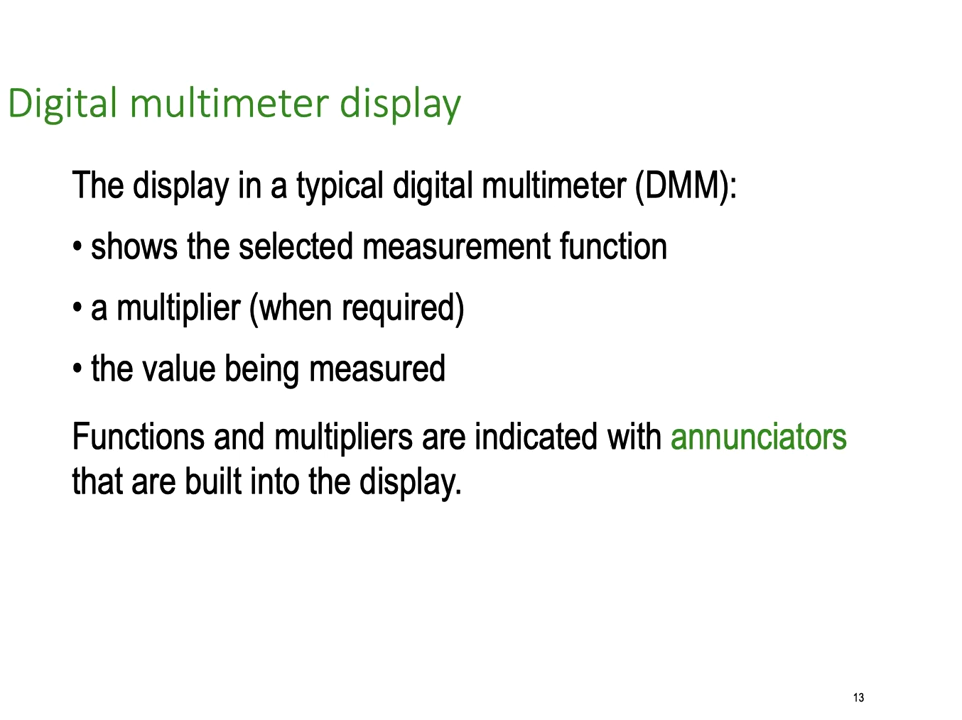 Digital multimeter display
The display in a typical digital multimeter (DMM):
• shows the selected measurement function
• a multiplier (when required)
• the value being measured
Functions and multipliers are indicated with annunciators
that are built into the display.
13